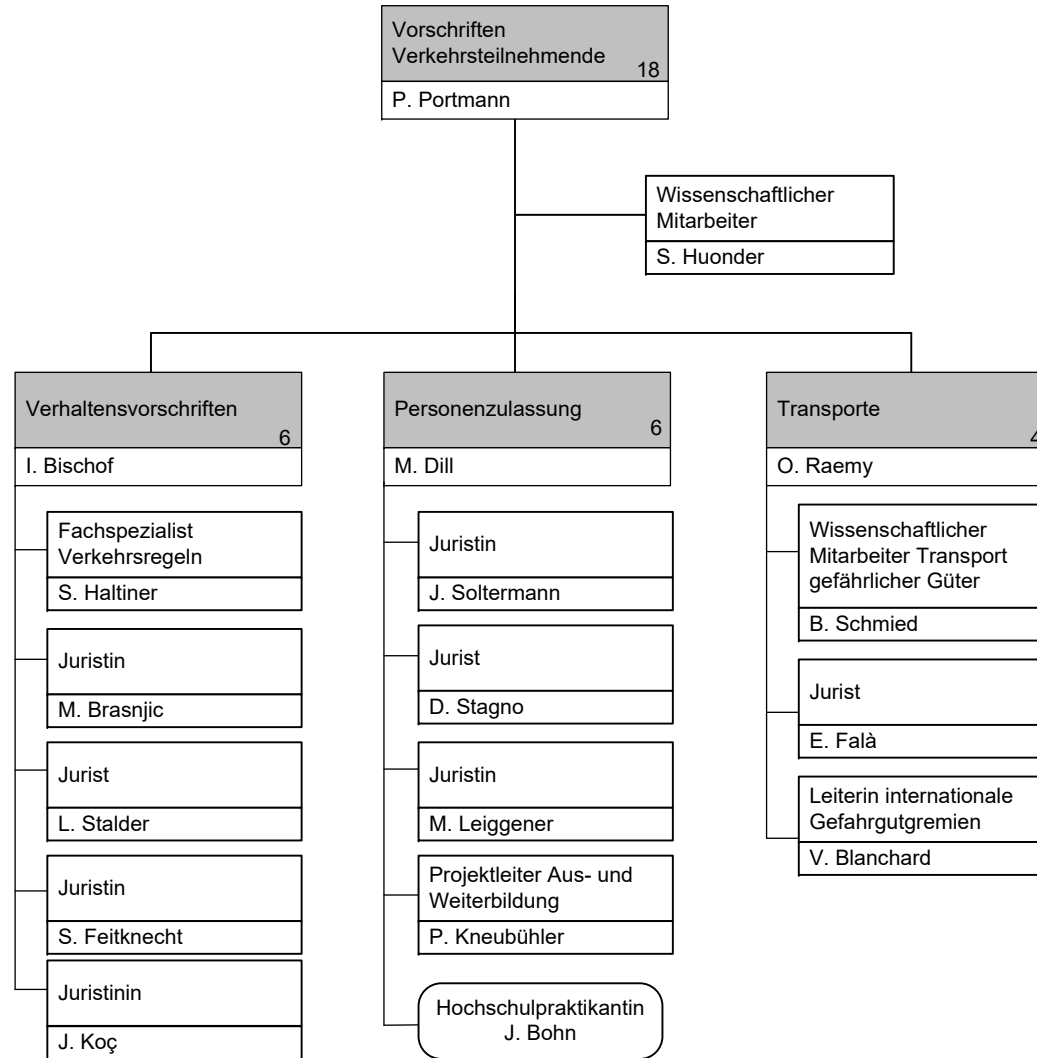 Vorschriften
Verkehrsteilnehmende
18
P. Portmann
Wissenschaftlicher
Mitarbeiter
S. Huonder
Verhaltensvorschriften
6
I. Bischof
Fachspezialist
Verkehrsregeln
S. Haltiner
Juristin
M. Brasnjic
Jurist
L. Stalder
Juristin
S. Feitknecht
Juristinin
J. Koç
Personenzulassung
6
M. Dill
Juristin
J. Soltermann
Jurist
D. Stagno
Juristin
M. Leiggener
Projektleiter Aus- und
Weiterbildung
P. Kneubühler
Hochschulpraktikantin
J. Bohn
Transporte
4
O. Raemy
Wissenschaftlicher
Mitarbeiter Transport
gefährlicher Güter
B. Schmied
Jurist
E. Falà
Leiterin internationale
Gefahrgutgremien
V. Blanchard